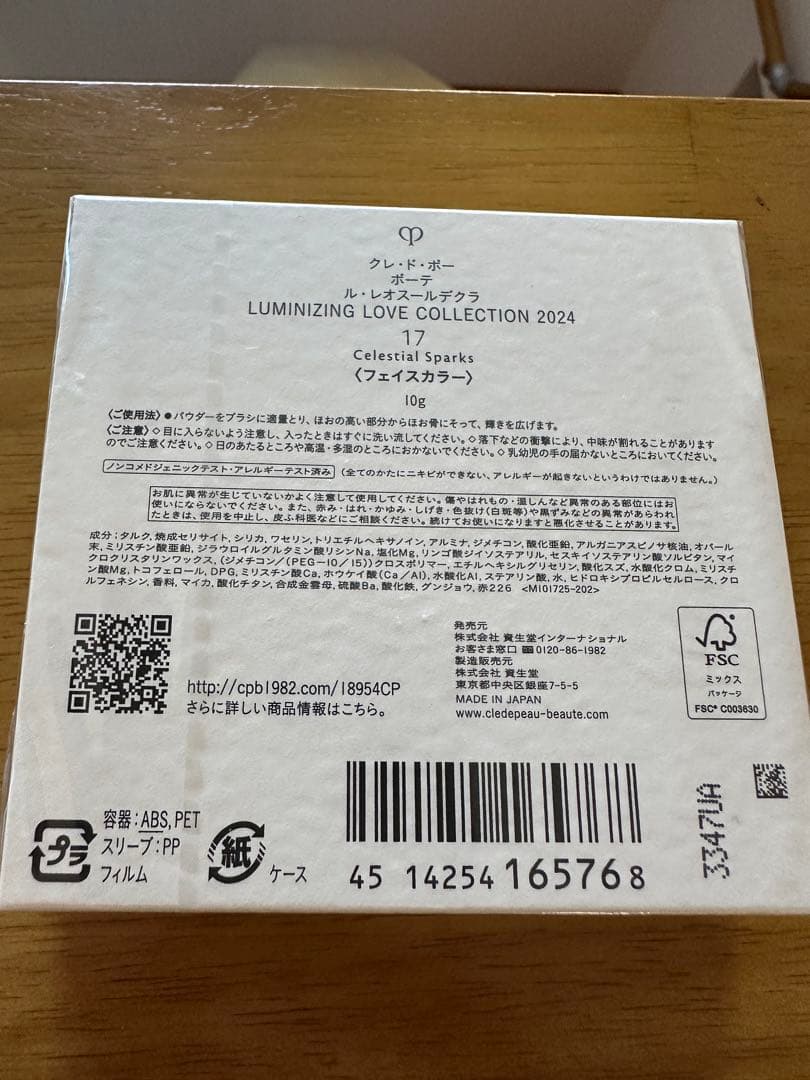 クレ・ド・ポー
ボーテ
ル・レオスールデクラ
LUMINIZING LOVE COLLECTION 2024
17
Celestial Sparks
〈フェイスカラー〉
10g
〈ご使用法〉●パウダーをブラシに適量とり、ほおの高い部分からほお骨にそって、輝きを広げます。
〈ご注意〉◇目に入らないよう注意し、入ったときはすぐに洗い流してください。◇落下などの衝撃により、中味が割れることがあります
のでご注意ください。◇日のあたるところや高温・多湿のところにおかないでください。◇乳幼児の手の届かないところにおいてください。
ノンコメドジェニックテスト・アレルギーテスト済み（全てのかたにニキビができない、アレルギーが起きないというわけではありません。）
お肌に異常が生じていないかよく注意して使用してください。傷やはれもの・湿しんなど異常のある部位にはお
使いにならないでください。また、赤み・はれ・かゆみ・しげき・色抜け(白斑等)や黒ずみなどの異常があらわれ
たときは、使用を中止し、皮ふ科医などにご相談ください。続けてお使いになりますと悪化させることがあります。
成分：タルク, 焼成セリサイト, シリカ, ワセリン, トリエチルヘキサノイン, アルミナ, ジメチコン, 酸化亜鉛, アルガニアスピノサ核油, オパール
末, ミリスチン酸亜鉛, ジラウロイルグルタミン酸リシンNa, 塩化Mg, リンゴ酸ジイソステアリル, セスキイソステアリン酸ソルビタン, マイ
クロクリスタリンワックス, (ジメチコン／(PEG－10／15))クロスポリマー, エチルヘキシルグリセリン, 酸化スズ, 水酸化クロム, ミリスチ
ン酸Mg, トコフェロール, DPG, ミリスチン酸Ca, ホウケイ酸(Ca／Al), 水酸化Al, ステアリン酸, 水, ヒドロキシプロピルセルロース, クロ
ルフェネシン, 香料, マイカ, 酸化チタン, 合成金雲母, 硫酸Ba, 酸化鉄, グンジョウ, 赤226 <M101725-202>
http://cpb1982.com/18954CP
さらに詳しい商品情報はこちら。
発売元
株式会社 資生堂インターナショナル
お客さま窓口 0120-86-1982
製造販売元
株式会社 資生堂
東京都中央区銀座7-5-5
MADE IN JAPAN
www.cledepeau-beaute.com
FSC
ミックス
パッケージ
FSC® C003630
プラ
容器：ABS, PET
スリーブ：PP
フィルム
紙
ケース
45 14254 165768
3347UA